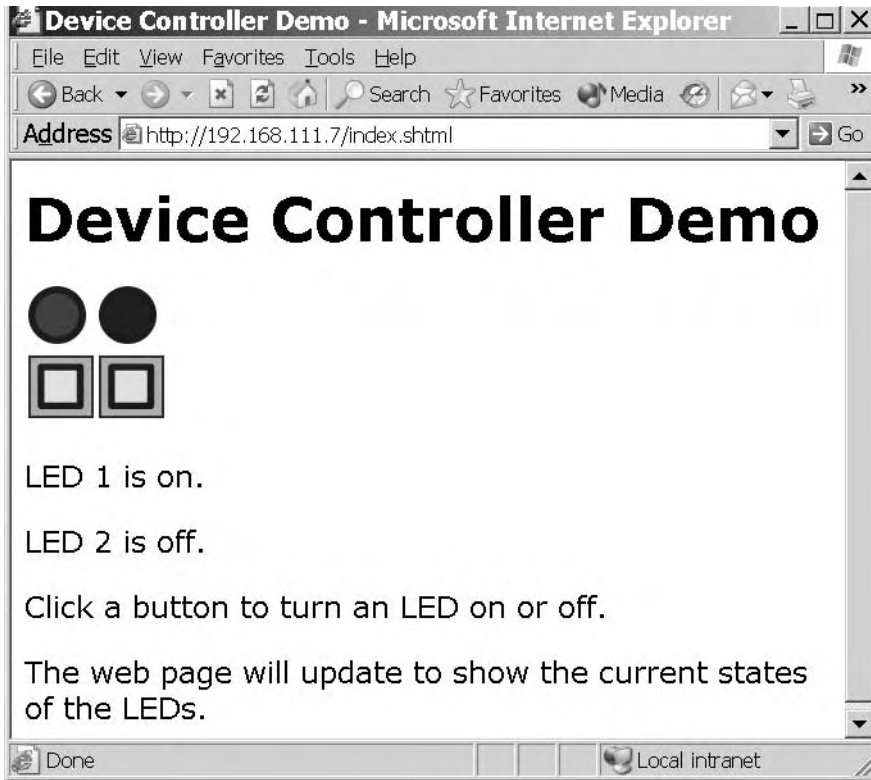 Device Controller Demo - Microsoft Internet Explorer
File Edit View Favorites Tools Help
Back Search Favorites Media »
Address http://192.168.111.7/index.shtml Go
Device Controller Demo
LED 1 is on.
LED 2 is off.
Click a button to turn an LED on or off.
The web page will update to show the current states
of the LEDs.
Done Local intranet